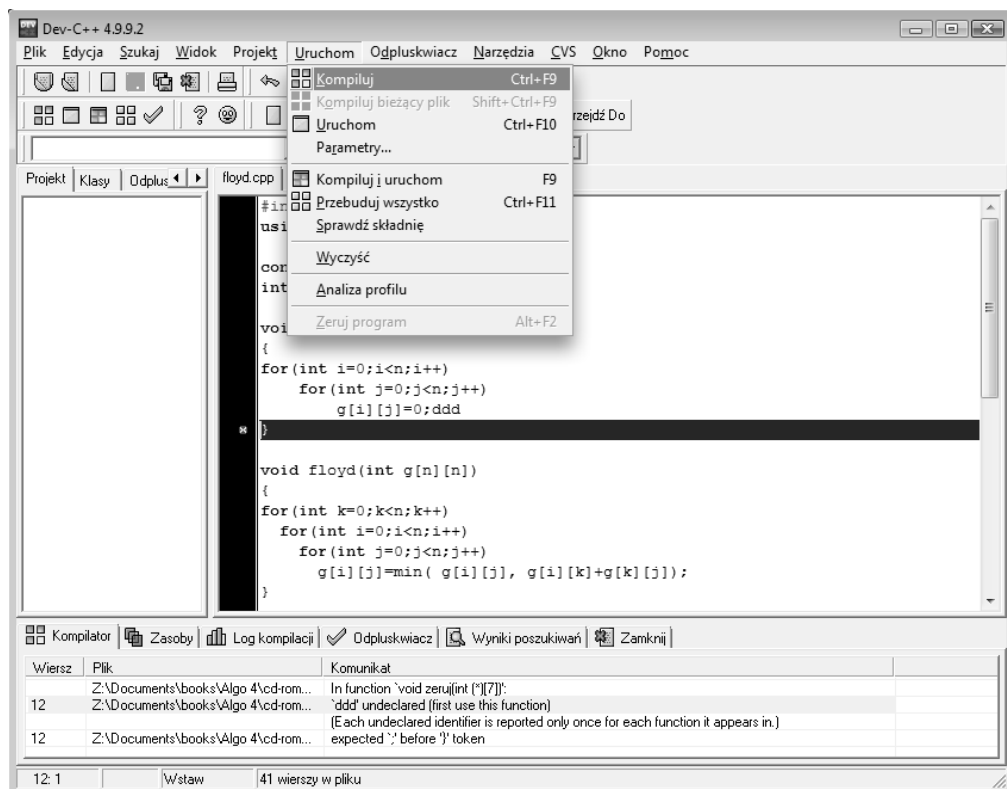 Dev-C++ 4.9.9.2
Plik Edycja Szukaj Widok Projekt Uruchom Odpluskwiacz Narzędzia CVS Okno Pomoc
Kompiluj Ctrl+F9
Kompiluj bieżący plik Shift+Ctrl+F9
Uruchom Ctrl+F10
rzejdź Do
Parametry...
Projekt Klasy Odplus
floyd.cpp
Kompiluj i uruchom F9
Przebuduj wszystko Ctrl+F11
Sprawdź składnię
Wyczyść
Analiza profilu
Zeruj program Alt+F2
#in
usi
con
int
voi
{
for(int i=0;i<n;i++)
for(int j=0;j<n;j++)
g[i][j]=0;ddd
}
void floyd(int g[n][n])
{
for(int k=0;k<n;k++)
for(int i=0;i<n;i++)
for(int j=0;j<n;j++)
g[i][j]=min( g[i][j], g[i][k]+g[k][j]);
}
Kompilator Zasoby Log kompilacji Odpluskwiacz Wyniki poszukiwań Zamknij
Wiersz Plik Komunikat
Z:\Documents\books\Algo 4\cd-rom... In function `void zeruj(int (*)[7])':
12 Z:\Documents\books\Algo 4\cd-rom... `ddd' undeclared (first use this function)
(Each undeclared identifier is reported only once for each function it appears in.)
12 Z:\Documents\books\Algo 4\cd-rom... expected `;' before '}' token
12: 1 Wstaw 41 wierszy w pliku